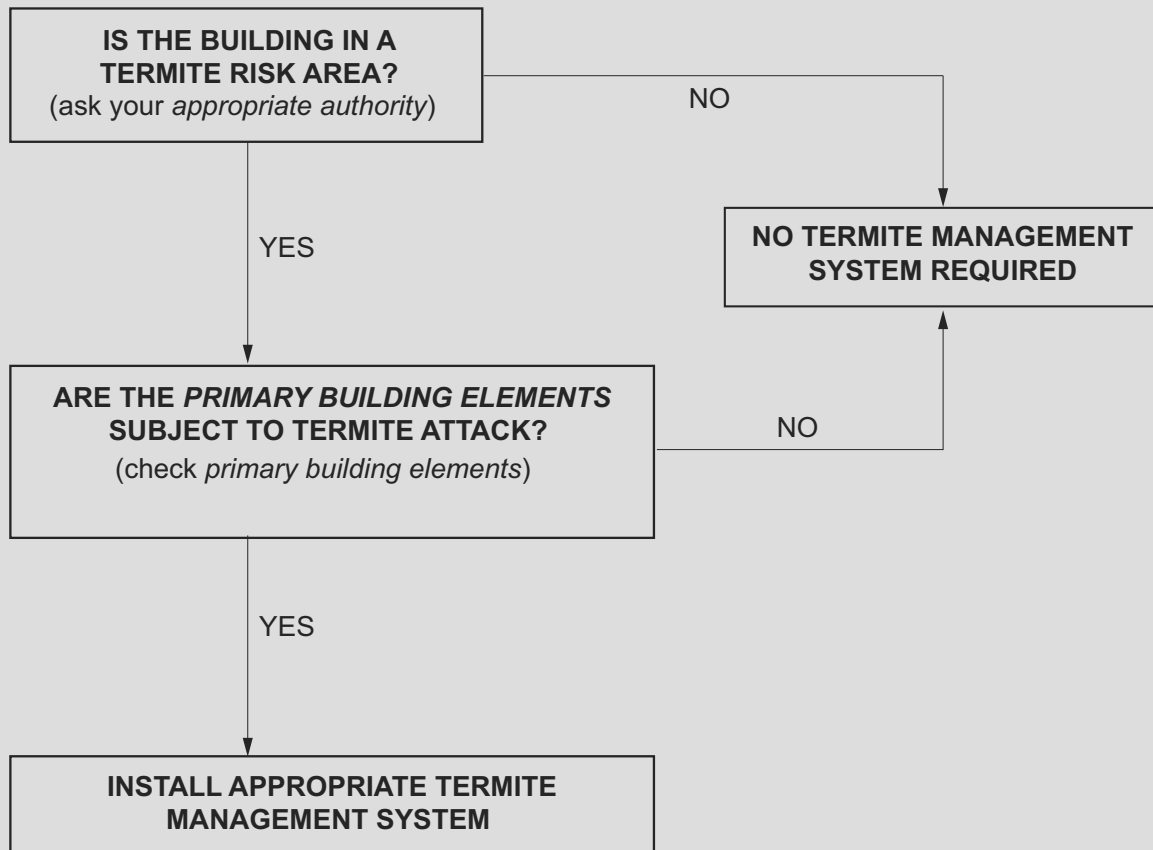 IS THE BUILDING IN A
TERMITE RISK AREA?
(ask your appropriate authority)
NO
NO TERMITE MANAGEMENT
SYSTEM REQUIRED
YES
ARE THE PRIMARY BUILDING ELEMENTS
SUBJECT TO TERMITE ATTACK?
(check primary building elements)
NO
YES
INSTALL APPROPRIATE TERMITE
MANAGEMENT SYSTEM